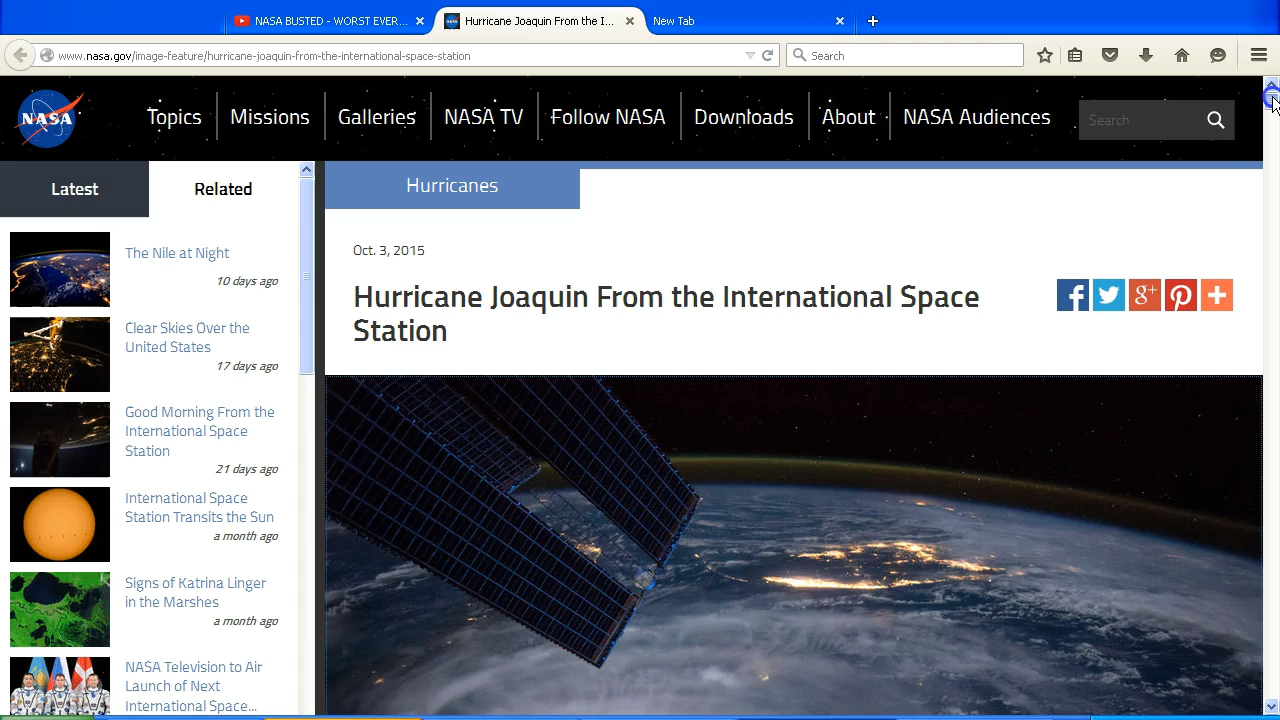 NASA BUSTED - WORST EVER...
Hurricane Joaquin From the I...
New Tab
www.nasa.gov/image-feature/hurricane-joaquin-from-the-international-space-station
Search
NASA
Topics
Missions
Galleries
NASA TV
Follow NASA
Downloads
About
NASA Audiences
Search
Latest
Related
The Nile at Night
10 days ago
Clear Skies Over the
United States
17 days ago
Good Morning From the
International Space
Station
21 days ago
International Space
Station Transits the Sun
a month ago
Signs of Katrina Linger
in the Marshes
a month ago
NASA Television to Air
Launch of Next
International Space...
Hurricanes
Oct. 3, 2015
Hurricane Joaquin From the International Space
Station